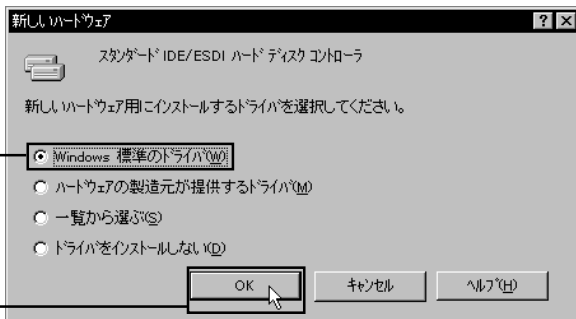 新しいハードウェア
スタンダード IDE/ESDI ハード ディスク コントローラ
新しいハードウェア用にインストールするドライバを選択してください。
Windows 標準のドライバ(W)
ハードウェアの製造元が提供するドライバ(M)
一覧から選ぶ(S)
ドライバをインストールしない(D)
OK キャンセル ヘルプ(H)